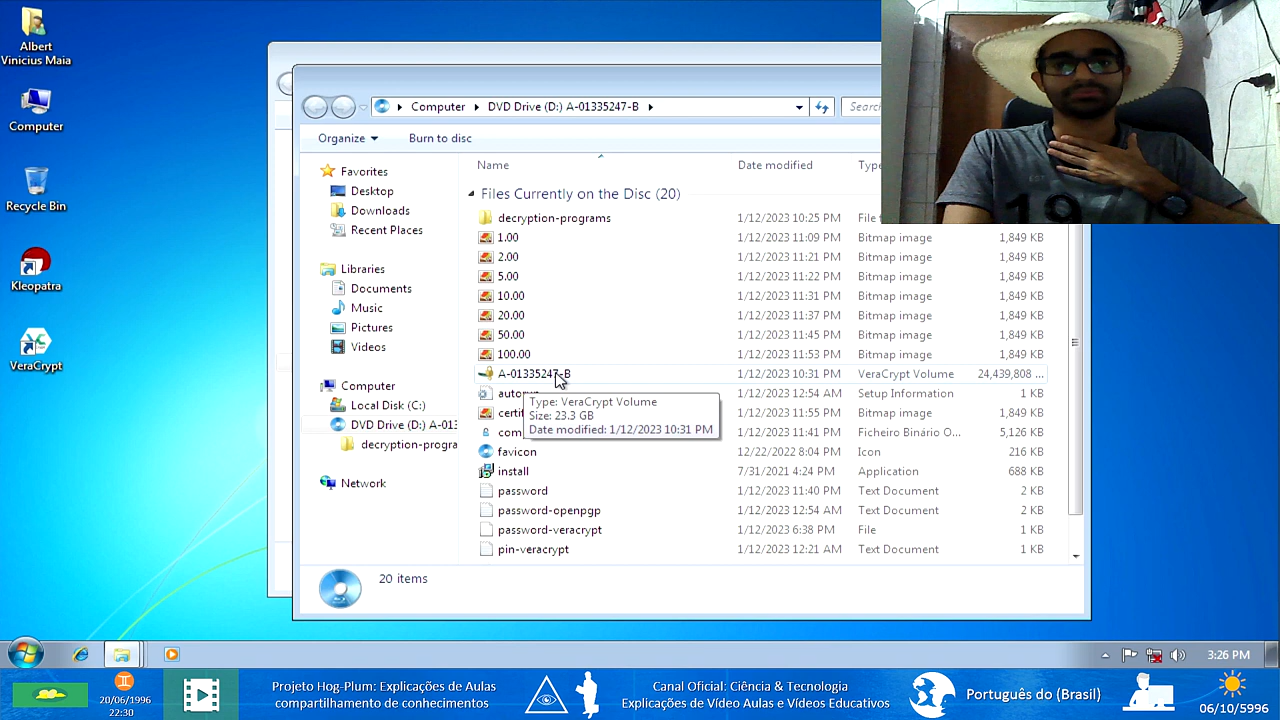 Albert
Vinicius Maia
Computer
Recycle Bin
Kleopatra
VeraCrypt
Computer
DVD Drive (D:) A-01335247-B
Search
Organize
Burn to disc
Favorites
Desktop
Downloads
Recent Places
Libraries
Documents
Music
Pictures
Videos
Computer
Local Disk (C:)
DVD Drive (D:) A-013
decryption-progra
Network
Name Date modified Type
Files Currently on the Disc (20)
decryption-programs 1/12/2023 10:25 PM File
1.00 1/12/2023 11:09 PM Bitmap image 1,849 KB
2.00 1/12/2023 11:21 PM Bitmap image 1,849 KB
5.00 1/12/2023 11:22 PM Bitmap image 1,849 KB
10.00 1/12/2023 11:31 PM Bitmap image 1,849 KB
20.00 1/12/2023 11:37 PM Bitmap image 1,849 KB
50.00 1/12/2023 11:45 PM Bitmap image 1,849 KB
100.00 1/12/2023 11:53 PM Bitmap image 1,849 KB
A-01335247-B 1/12/2023 10:31 PM VeraCrypt Volume 24,439,808 ...
autorun 1/12/2023 12:54 AM Setup Information 1 KB
certif 1/12/2023 11:55 PM Bitmap image 1,849 KB
com 1/12/2023 11:41 PM Ficheiro Binário O... 5,126 KB
favicon 12/22/2022 8:04 PM Icon 216 KB
install 7/31/2021 4:24 PM Application 688 KB
password 1/12/2023 11:40 PM Text Document 2 KB
password-openpgp 1/12/2023 12:54 AM Text Document 2 KB
password-veracrypt 1/12/2023 6:38 PM File 1 KB
pin-veracrypt 1/12/2023 12:21 AM Text Document 1 KB
Type: VeraCrypt Volume
Size: 23.3 GB
Date modified: 1/12/2023 10:31 PM
20 items
19
3:26 PM
20/06/1996
22:30
Projeto Hog-Plum: Explicações de Aulas
compartilhamento de conhecimentos
Canal Oficial: Ciência & Tecnologia
Explicações de Vídeo Aulas e Vídeos Educativos
Português do (Brasil)
06/10/5996